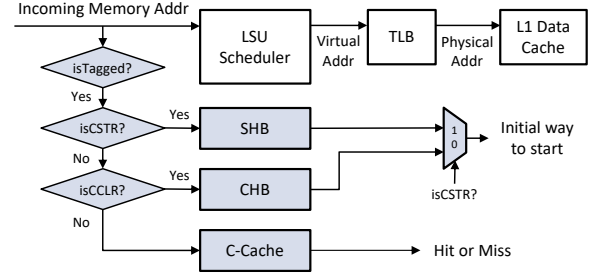 Incoming Memory Addr
LSU
Scheduler
Virtual
Addr
TLB
Physical
Addr
L1 Data
Cache
isTagged?
Yes
isCSTR?
Yes
SHB
1
0
Initial way
to start
No
isCCLR?
Yes
CHB
isCSTR?
No
C-Cache
Hit or Miss